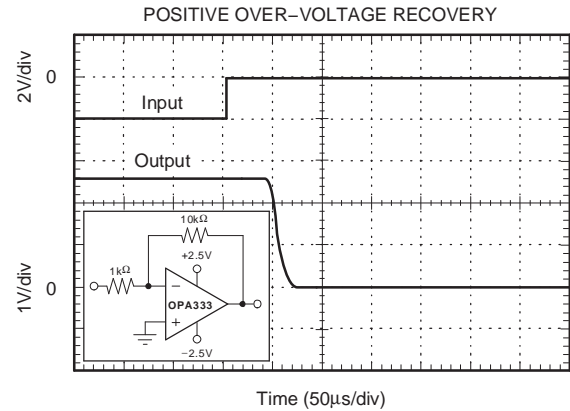 POSITIVE OVER−VOLTAGE RECOVERY
2V/div
0
Input
Output
10kΩ
+2.5V
1kΩ
−
OPA333
+
−2.5V
1V/div
0
Time (50µs/div)